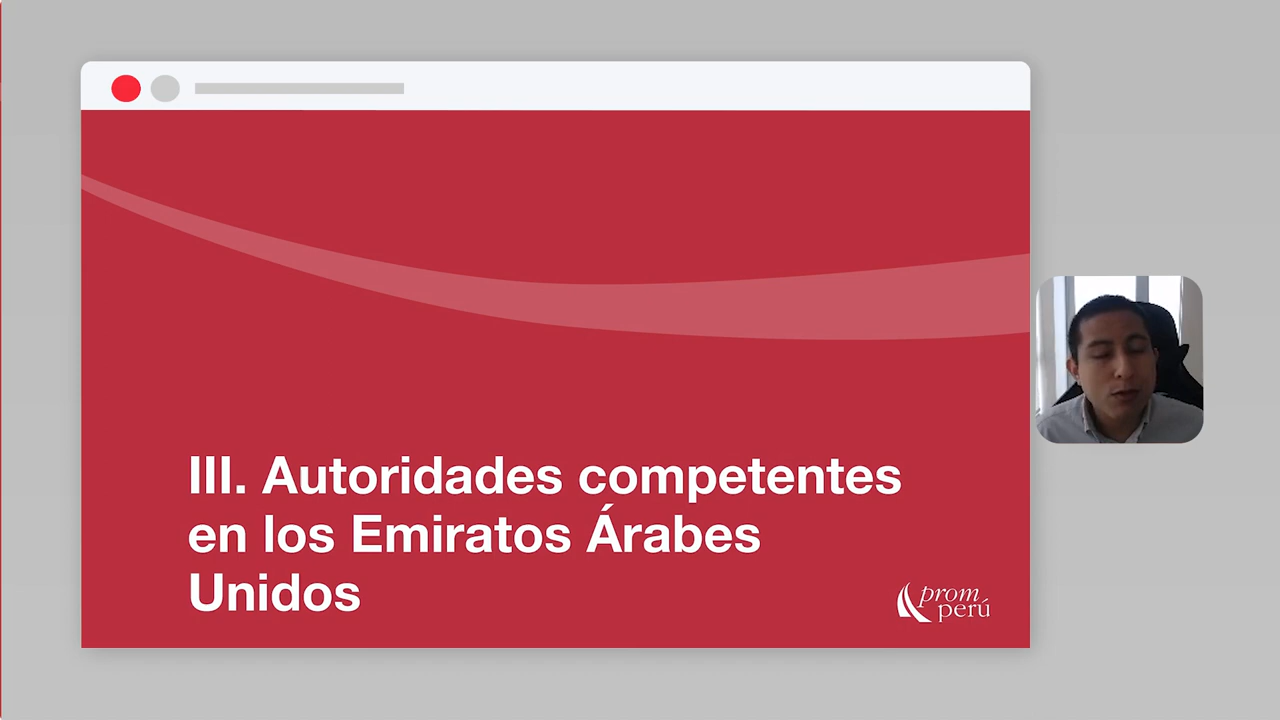 III. Autoridades competentes
en los Emiratos Árabes
Unidos
prom
perú